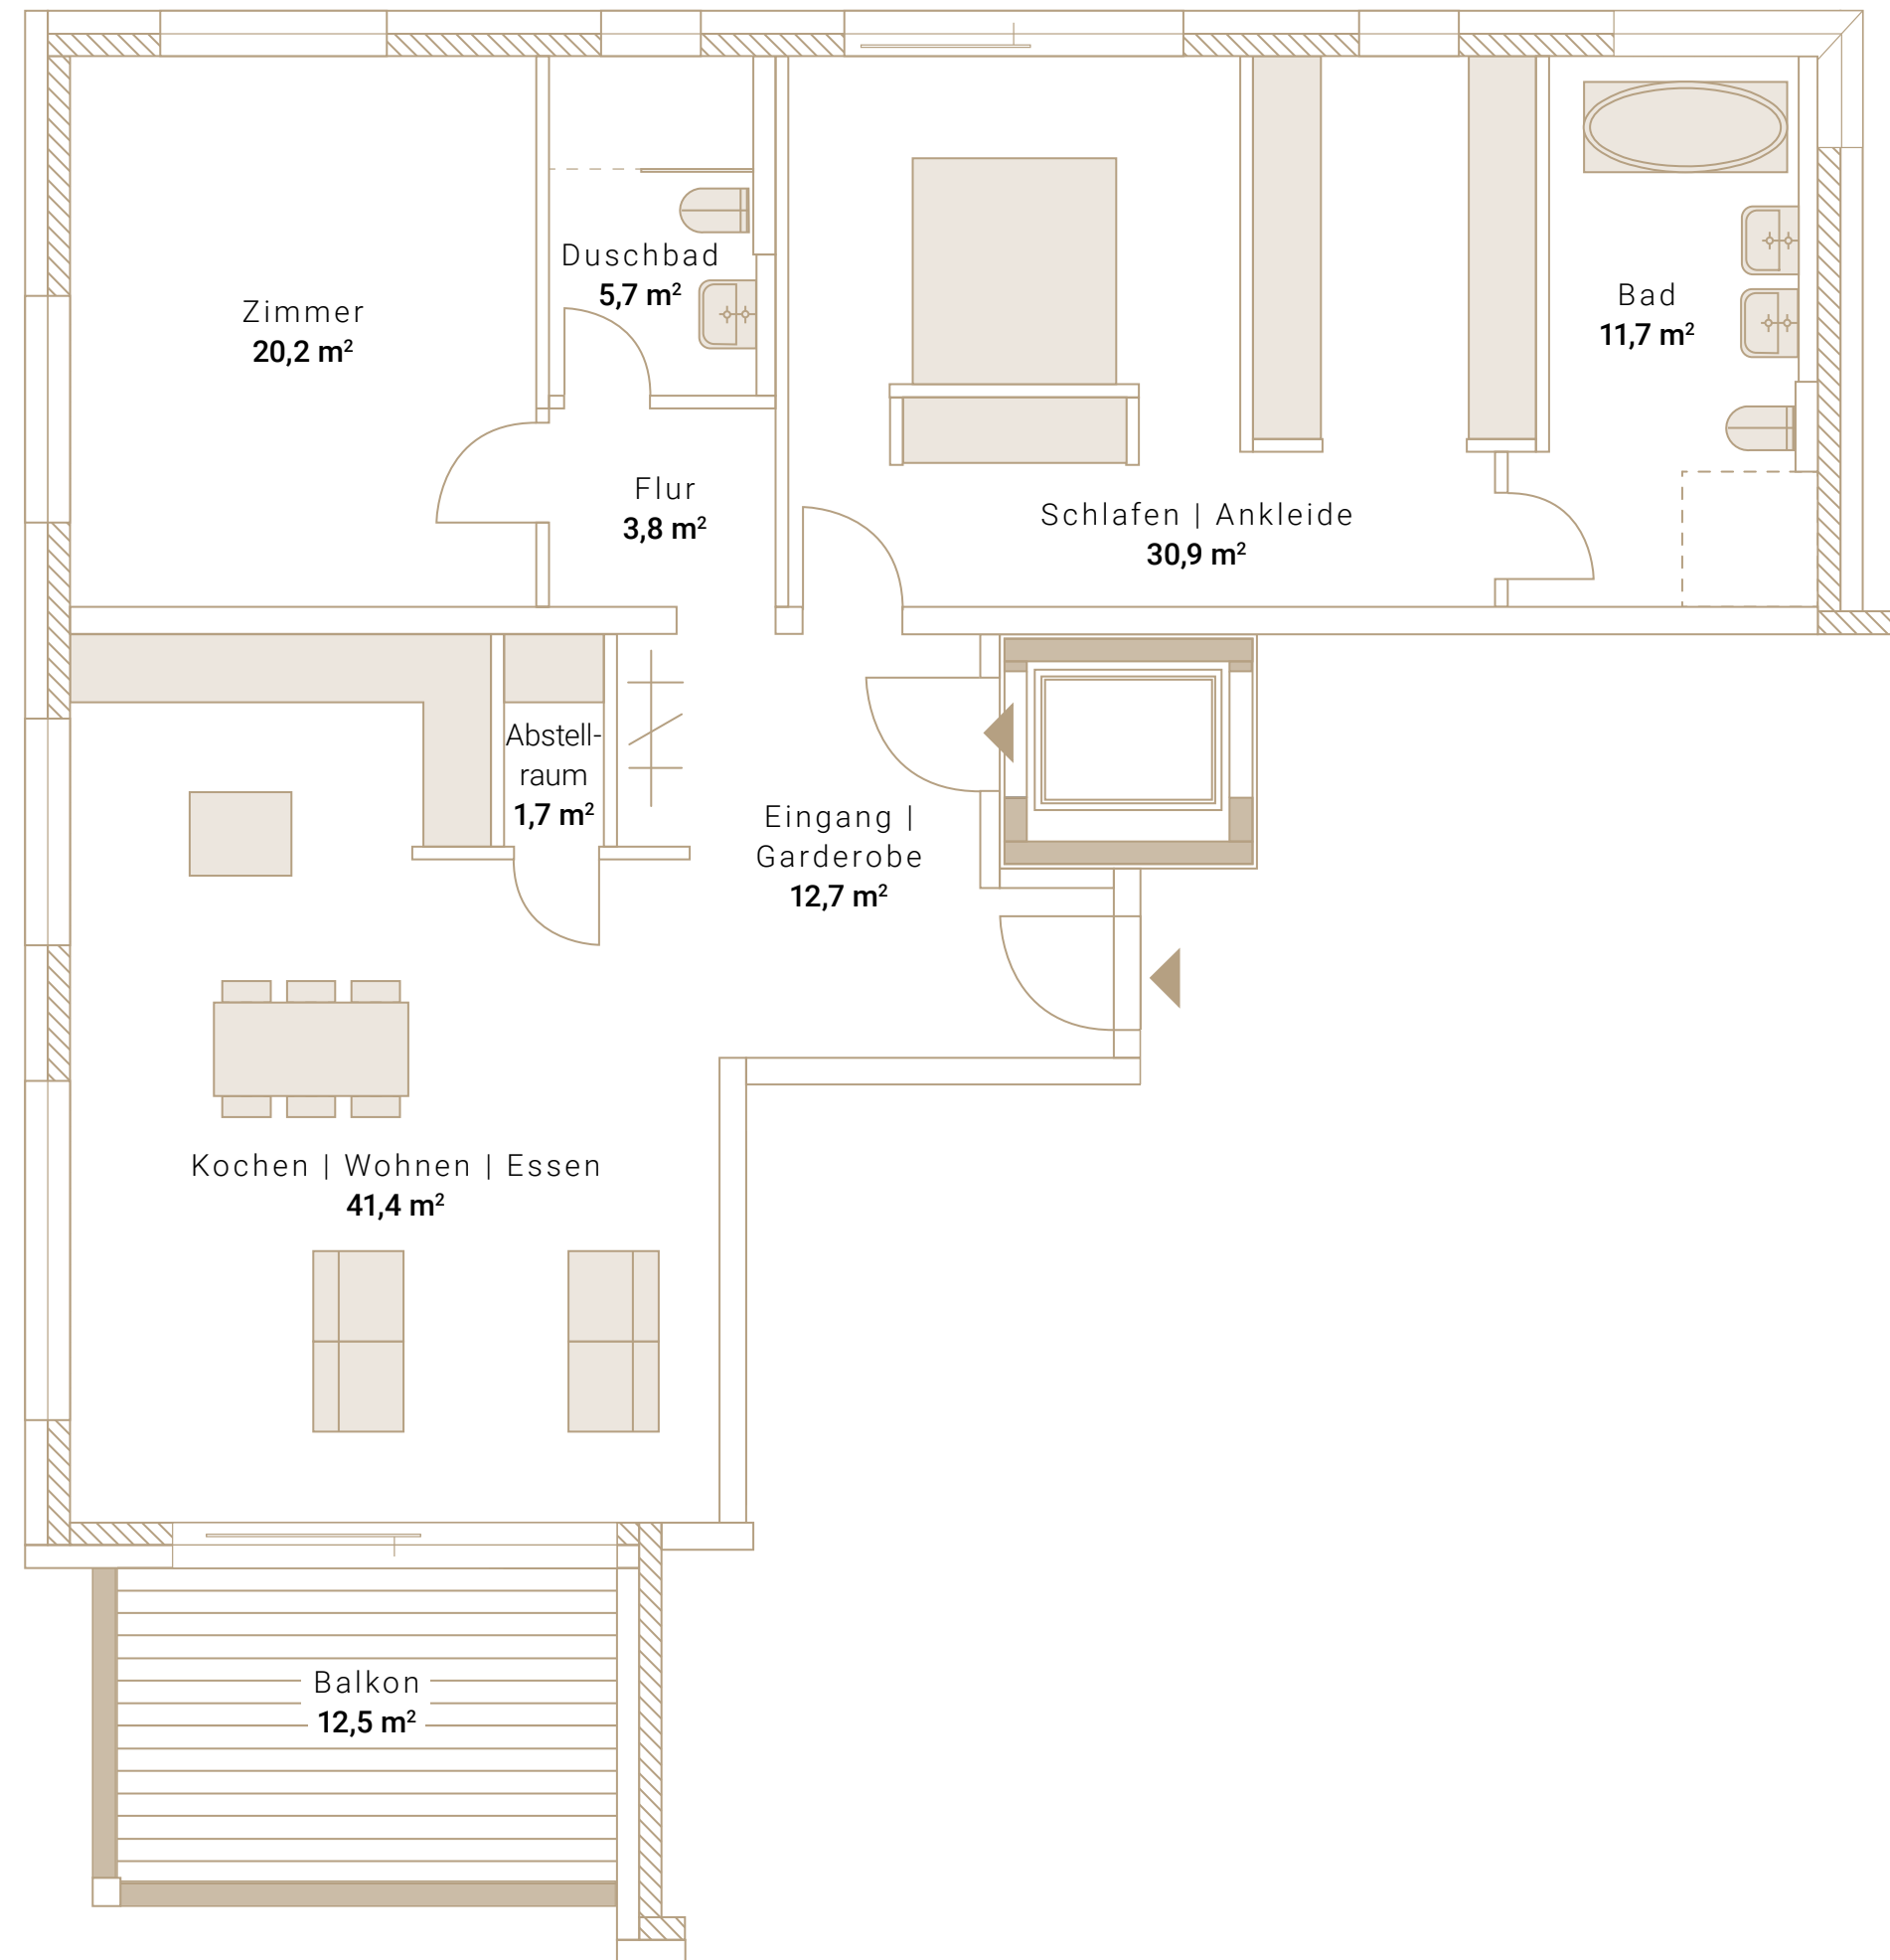 Duschbad
5,7 m²
Zimmer
20,2 m²
Bad
11,7 m²
Flur
3,8 m²
Schlafen | Ankleide
30,9 m²
Abstell-
raum
1,7 m²
Eingang |
Garderobe
12,7 m²
Kochen | Wohnen | Essen
41,4 m²
Balkon
12,5 m²